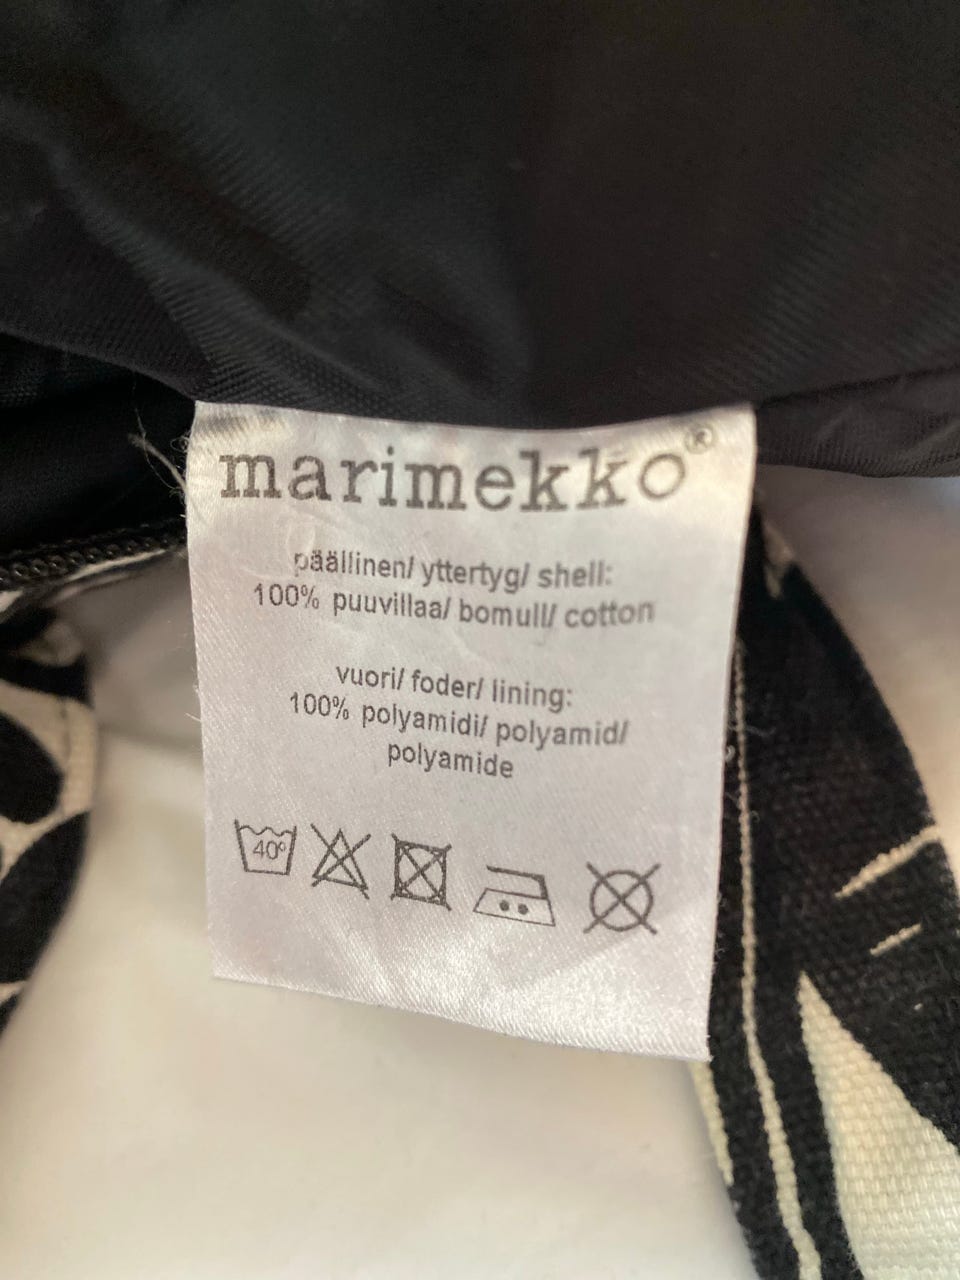 marimekko®
päällinen/ yttertyg/ shell:
100% puuvillaa/ bomull/ cotton
vuori/ foder/ lining:
100% polyamidi/ polyamid/
polyamide
40°